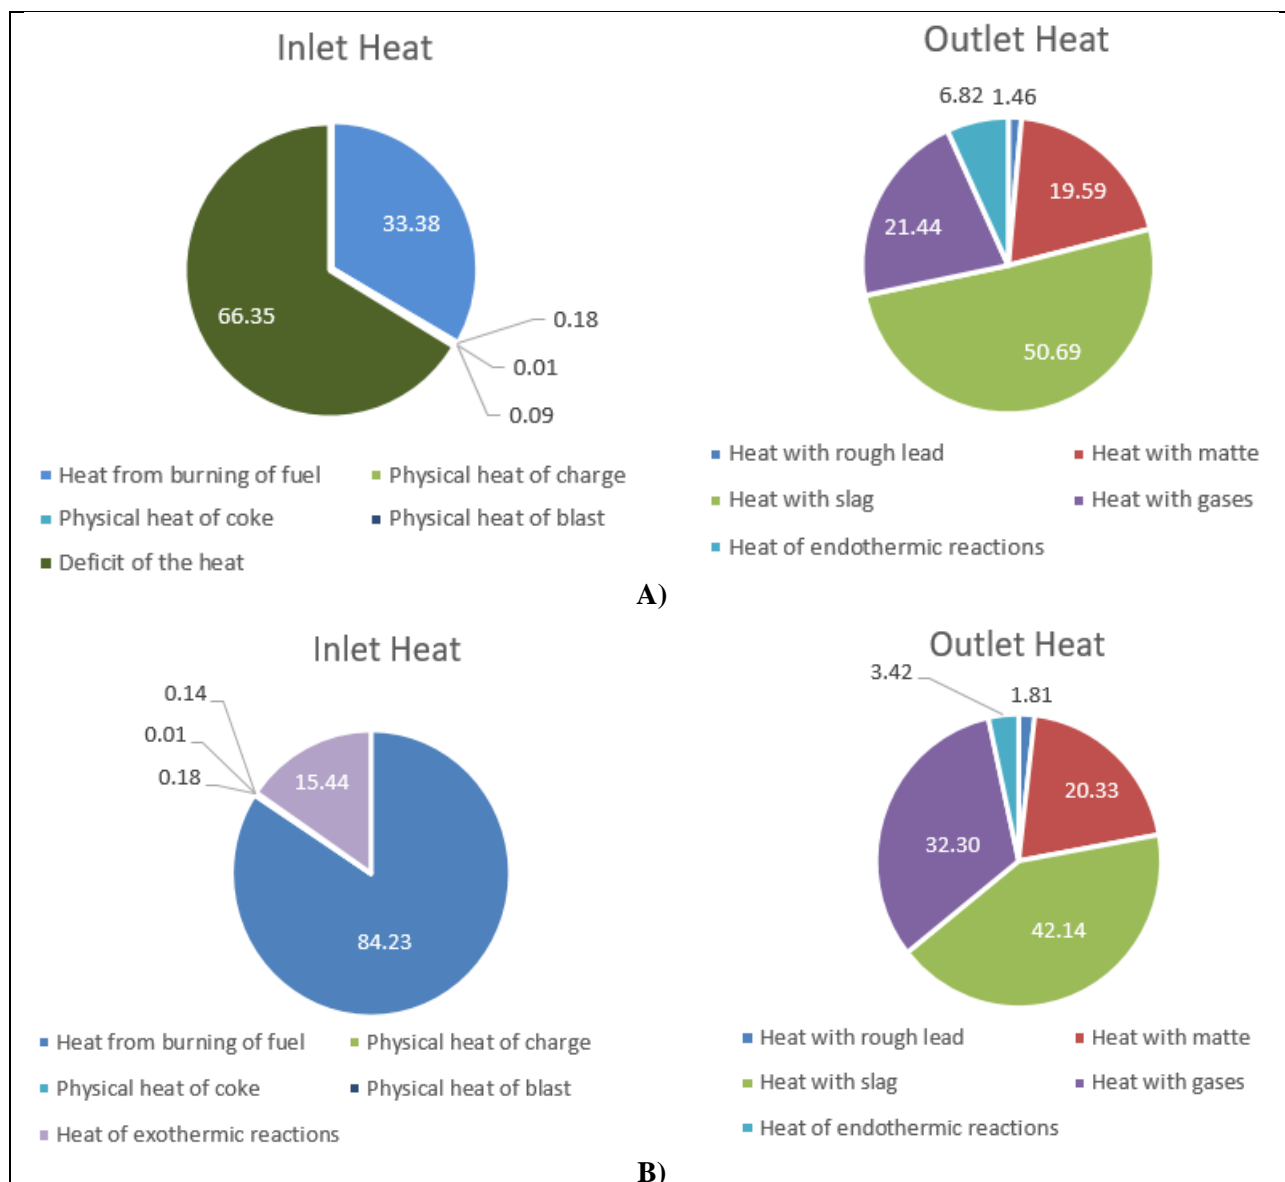 Inlet Heat
33.38
66.35
0.18
0.01
0.09
Heat from burning of fuel
Physical heat of charge
Physical heat of coke
Physical heat of blast
Deficit of the heat
Outlet Heat
6.82 1.46
19.59
21.44
50.69
Heat with rough lead
Heat with matte
Heat with slag
Heat with gases
Heat of endothermic reactions
A)
Inlet Heat
0.14
0.01
0.18
15.44
84.23
Heat from burning of fuel
Physical heat of charge
Physical heat of coke
Physical heat of blast
Heat of exothermic reactions
Outlet Heat
3.42
1.81
20.33
32.30
42.14
Heat with rough lead
Heat with matte
Heat with slag
Heat with gases
Heat of endothermic reactions
B)